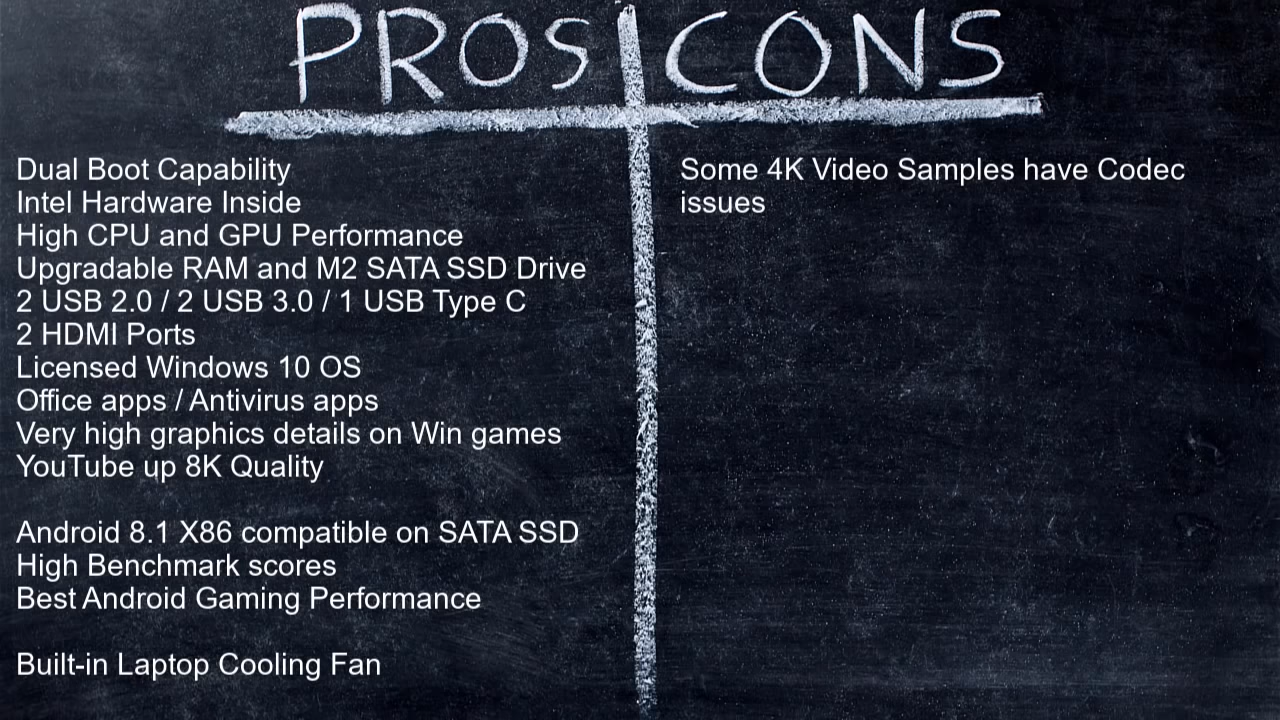 PROS CONS
Dual Boot Capability
Intel Hardware Inside
High CPU and GPU Performance
Upgradable RAM and M2 SATA SSD Drive
2 USB 2.0 / 2 USB 3.0 / 1 USB Type C
2 HDMI Ports
Licensed Windows 10 OS
Office apps / Antivirus apps
Very high graphics details on Win games
YouTube up 8K Quality
Android 8.1 X86 compatible on SATA SSD
High Benchmark scores
Best Android Gaming Performance
Built-in Laptop Cooling Fan
Some 4K Video Samples have Codec
issues